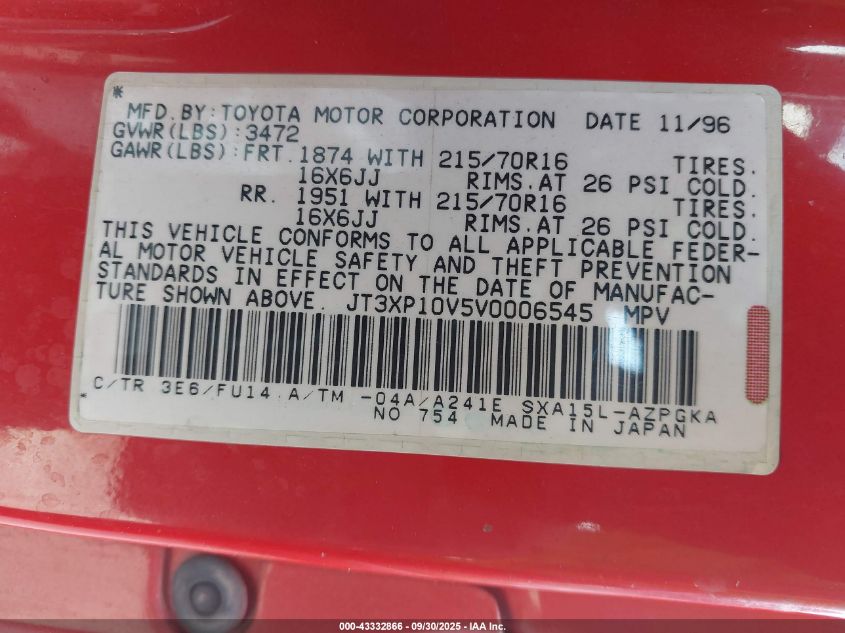 * MFD.BY:TOYOTA MOTOR CORPORATION DATE 11/96
GVWR(LBS):3472
GAWR(LBS):FRT.1874 WITH 215/70R16 TIRES.
16X6JJ RIMS.AT 26 PSI COLD.
RR. 1951 WITH 215/70R16 TIRES.
16X6JJ RIMS.AT 26 PSI COLD.
THIS VEHICLE CONFORMS TO ALL APPLICABLE FEDER-
AL MOTOR VEHICLE SAFETY AND THEFT PREVENTION
STANDARDS IN EFFECT ON THE DATE OF MANUFAC-
TURE SHOWN ABOVE. JT3XP10V5V0006545 MPV
C/TR 3E6/FU14 A/TM -04A/A241E SXA15L-AZPGKA
* NO 754 MADE IN JAPAN
000-43332866 - 09/30/2025 - IAA Inc.